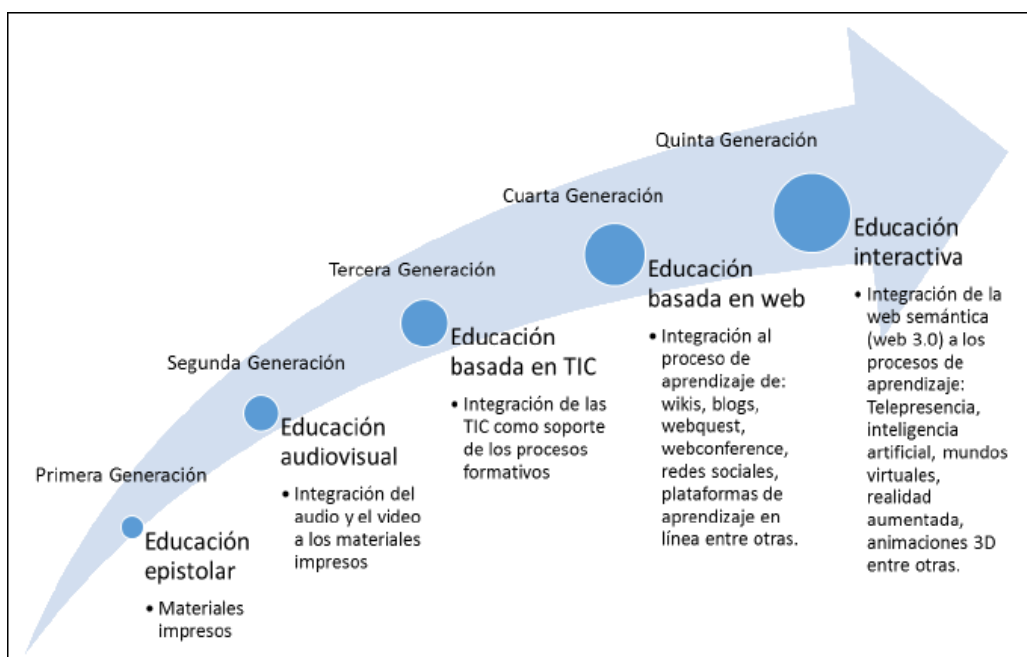 Primera Generación
Educación
epistolar
• Materiales
impresos
Segunda Generación
Educación
audiovisual
• Integración del
audio y el video
a los materiales
impresos
Tercera Generación
Educación
basada en TIC
• Integración de las
TIC como soporte
de los procesos
formativos
Cuarta Generación
Educación
basada en web
• Integración al
proceso de
aprendizaje de:
wikis, blogs,
webquest,
webconference,
redes sociales,
plataformas de
aprendizaje en
línea entre otras.
Quinta Generación
Educación
interactiva
• Integración de la
web semántica
(web 3.0) a los
procesos de
aprendizaje:
Telepresencia,
inteligencia
artificial, mundos
virtuales,
realidad
aumentada,
animaciones 3D
entre otras.